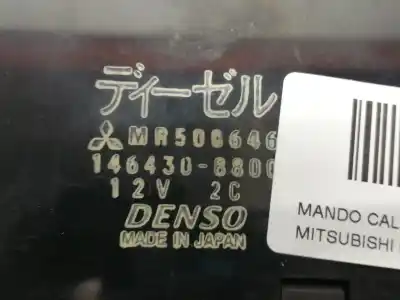 ディーゼル
MR500646
146430-8800
12V 2C
DENSO
MADE IN JAPAN
MANDO CAL
MITSUBISHI